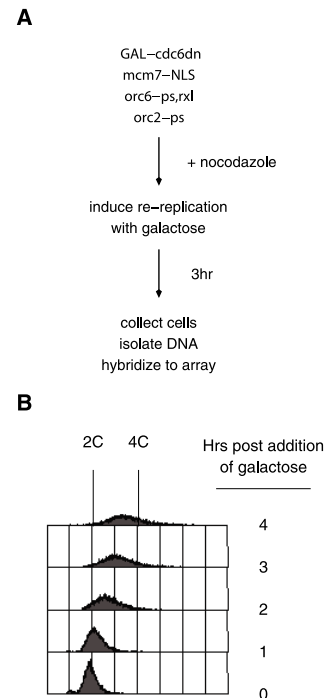 A
GAL–cdc6dn
mcm7–NLS
orc6–ps,rxl
orc2–ps
+ nocodazole
induce re–replication
with galactose
3hr
collect cells
isolate DNA
hybridize to array
B
2C 4C
Hrs post addition
of galactose
4
3
2
1
0